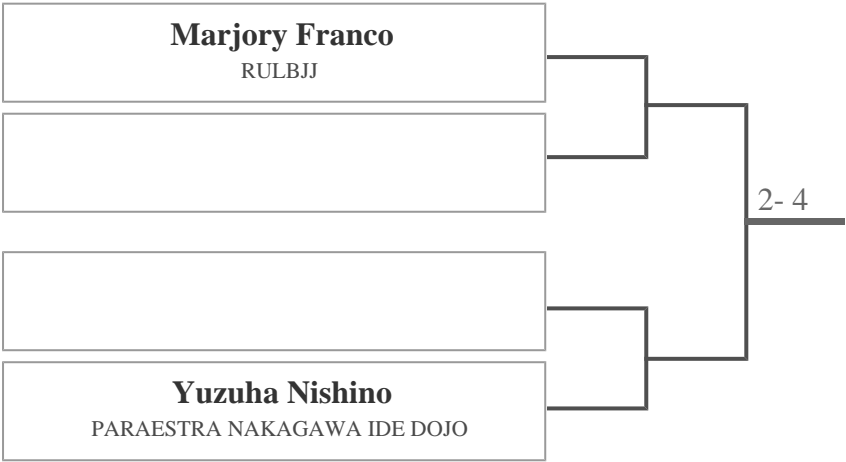 Marjory Franco
RULBJJ
2- 4
Yuzuha Nishino
PARAESTRA NAKAGAWA IDE DOJO